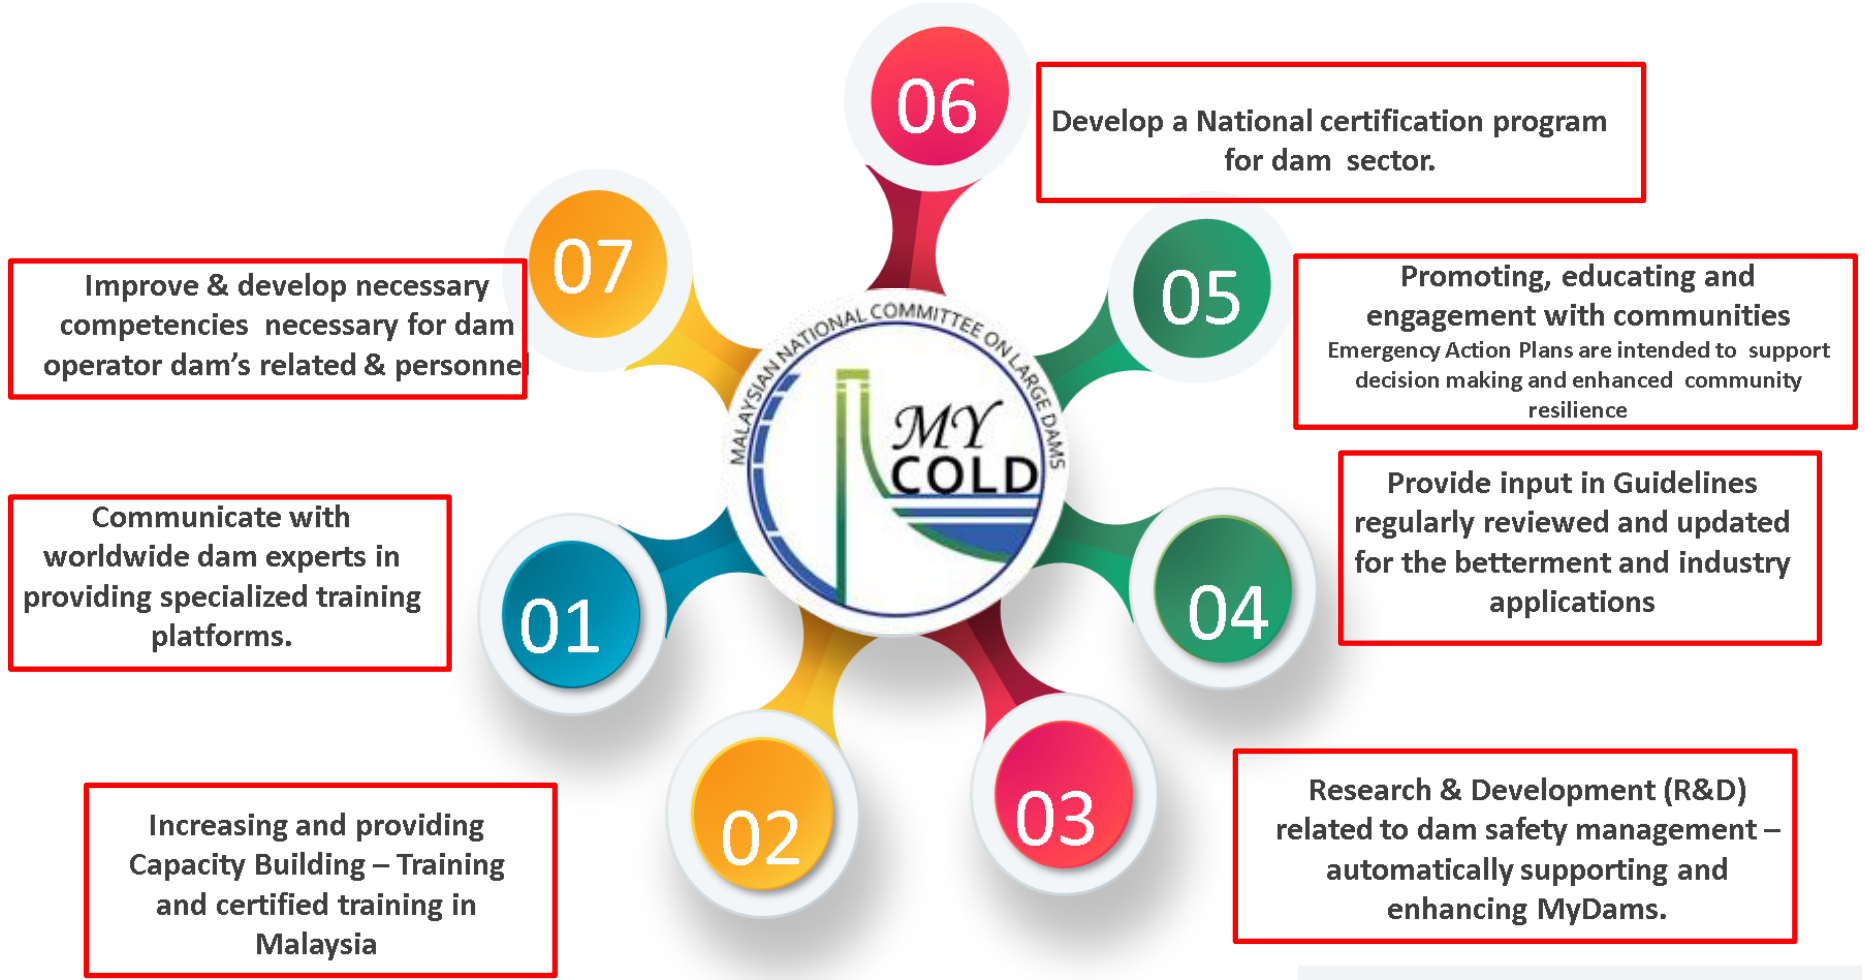 06
Develop a National certification program
for dam sector.
07
Improve & develop necessary
competencies necessary for dam
operator dam's related & personnel
05
Promoting, educating and
engagement with communities
Emergency Action Plans are intended to support
decision making and enhanced community
resilience
MALAYSIAN NATIONAL COMMITTEE ON LARGE DAMS
MY
COLD
Communicate with
worldwide dam experts in
providing specialized training
platforms.
01
04
Provide input in Guidelines
regularly reviewed and updated
for the betterment and industry
applications
Increasing and providing
Capacity Building – Training
and certified training in
Malaysia
02
03
Research & Development (R&D)
related to dam safety management –
automatically supporting and
enhancing MyDams.